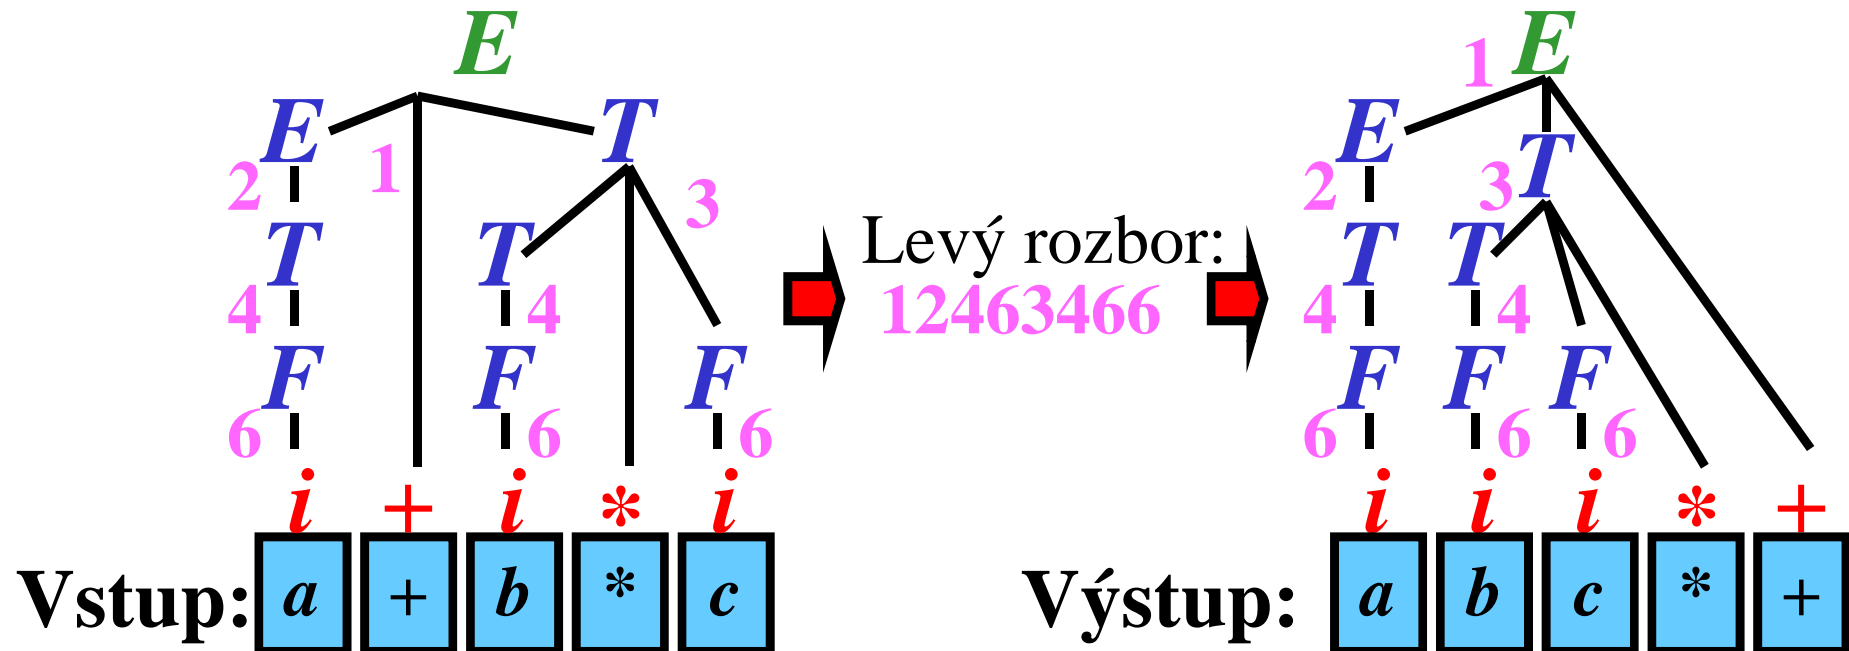 E
E 1 T
2 3
T T
4 4
F F F
6 6 6
i + i * i
Vstup: a + b * c
Levý rozbor:
12463466
1 E
E T
2 3
T T
4 4
F F F
6 6 6
i i i * +
Výstup: a b c * +